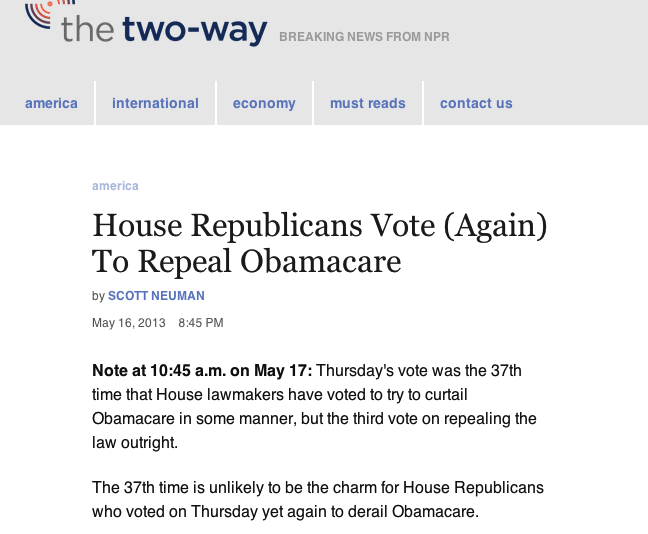 the two-way BREAKING NEWS FROM NPR
america international economy must reads contact us
america
House Republicans Vote (Again)
To Repeal Obamacare
by SCOTT NEUMAN
May 16, 2013 8:45 PM
Note at 10:45 a.m. on May 17: Thursday's vote was the 37th
time that House lawmakers have voted to try to curtail
Obamacare in some manner, but the third vote on repealing the
law outright.
The 37th time is unlikely to be the charm for House Republicans
who voted on Thursday yet again to derail Obamacare.